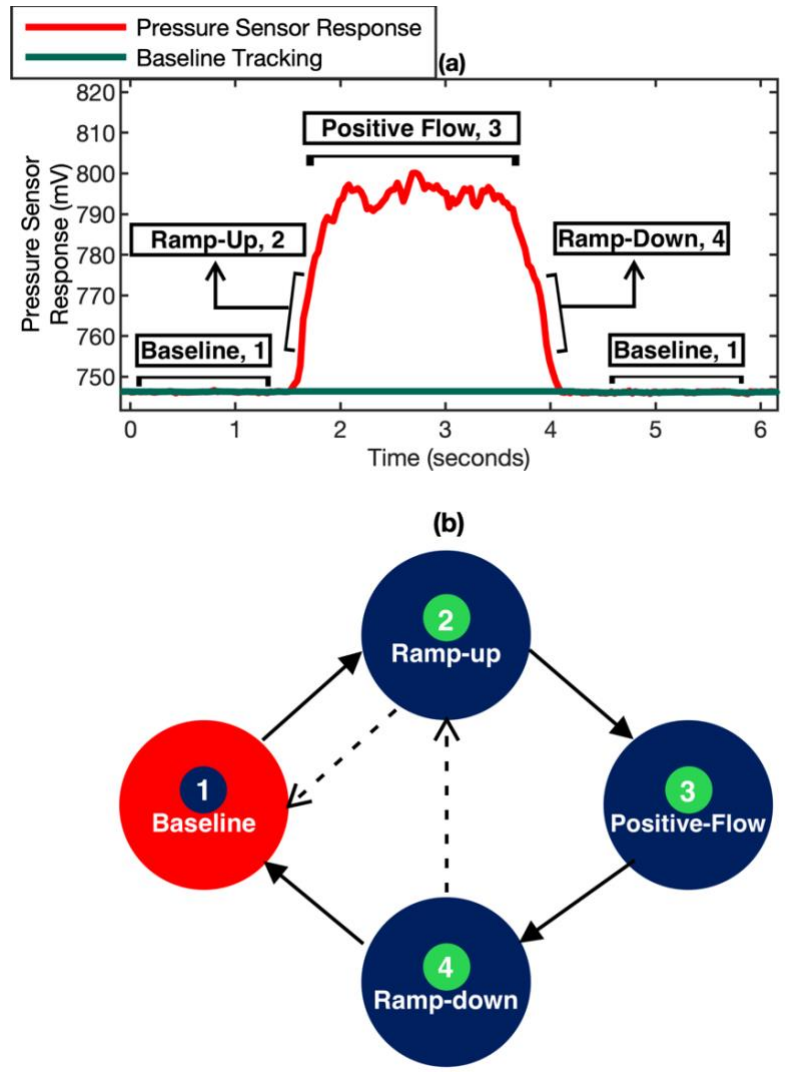 Pressure Sensor Response
Baseline Tracking
(a)
820
810
800
790
780
770
760
750
Pressure Sensor
Response (mV)
Positive Flow, 3
Ramp-Up, 2
Ramp-Down, 4
Baseline, 1
Baseline, 1
0 1 2 3 4 5 6
Time (seconds)
(b)
2
Ramp-up
1
Baseline
3
Positive-Flow
4
Ramp-down